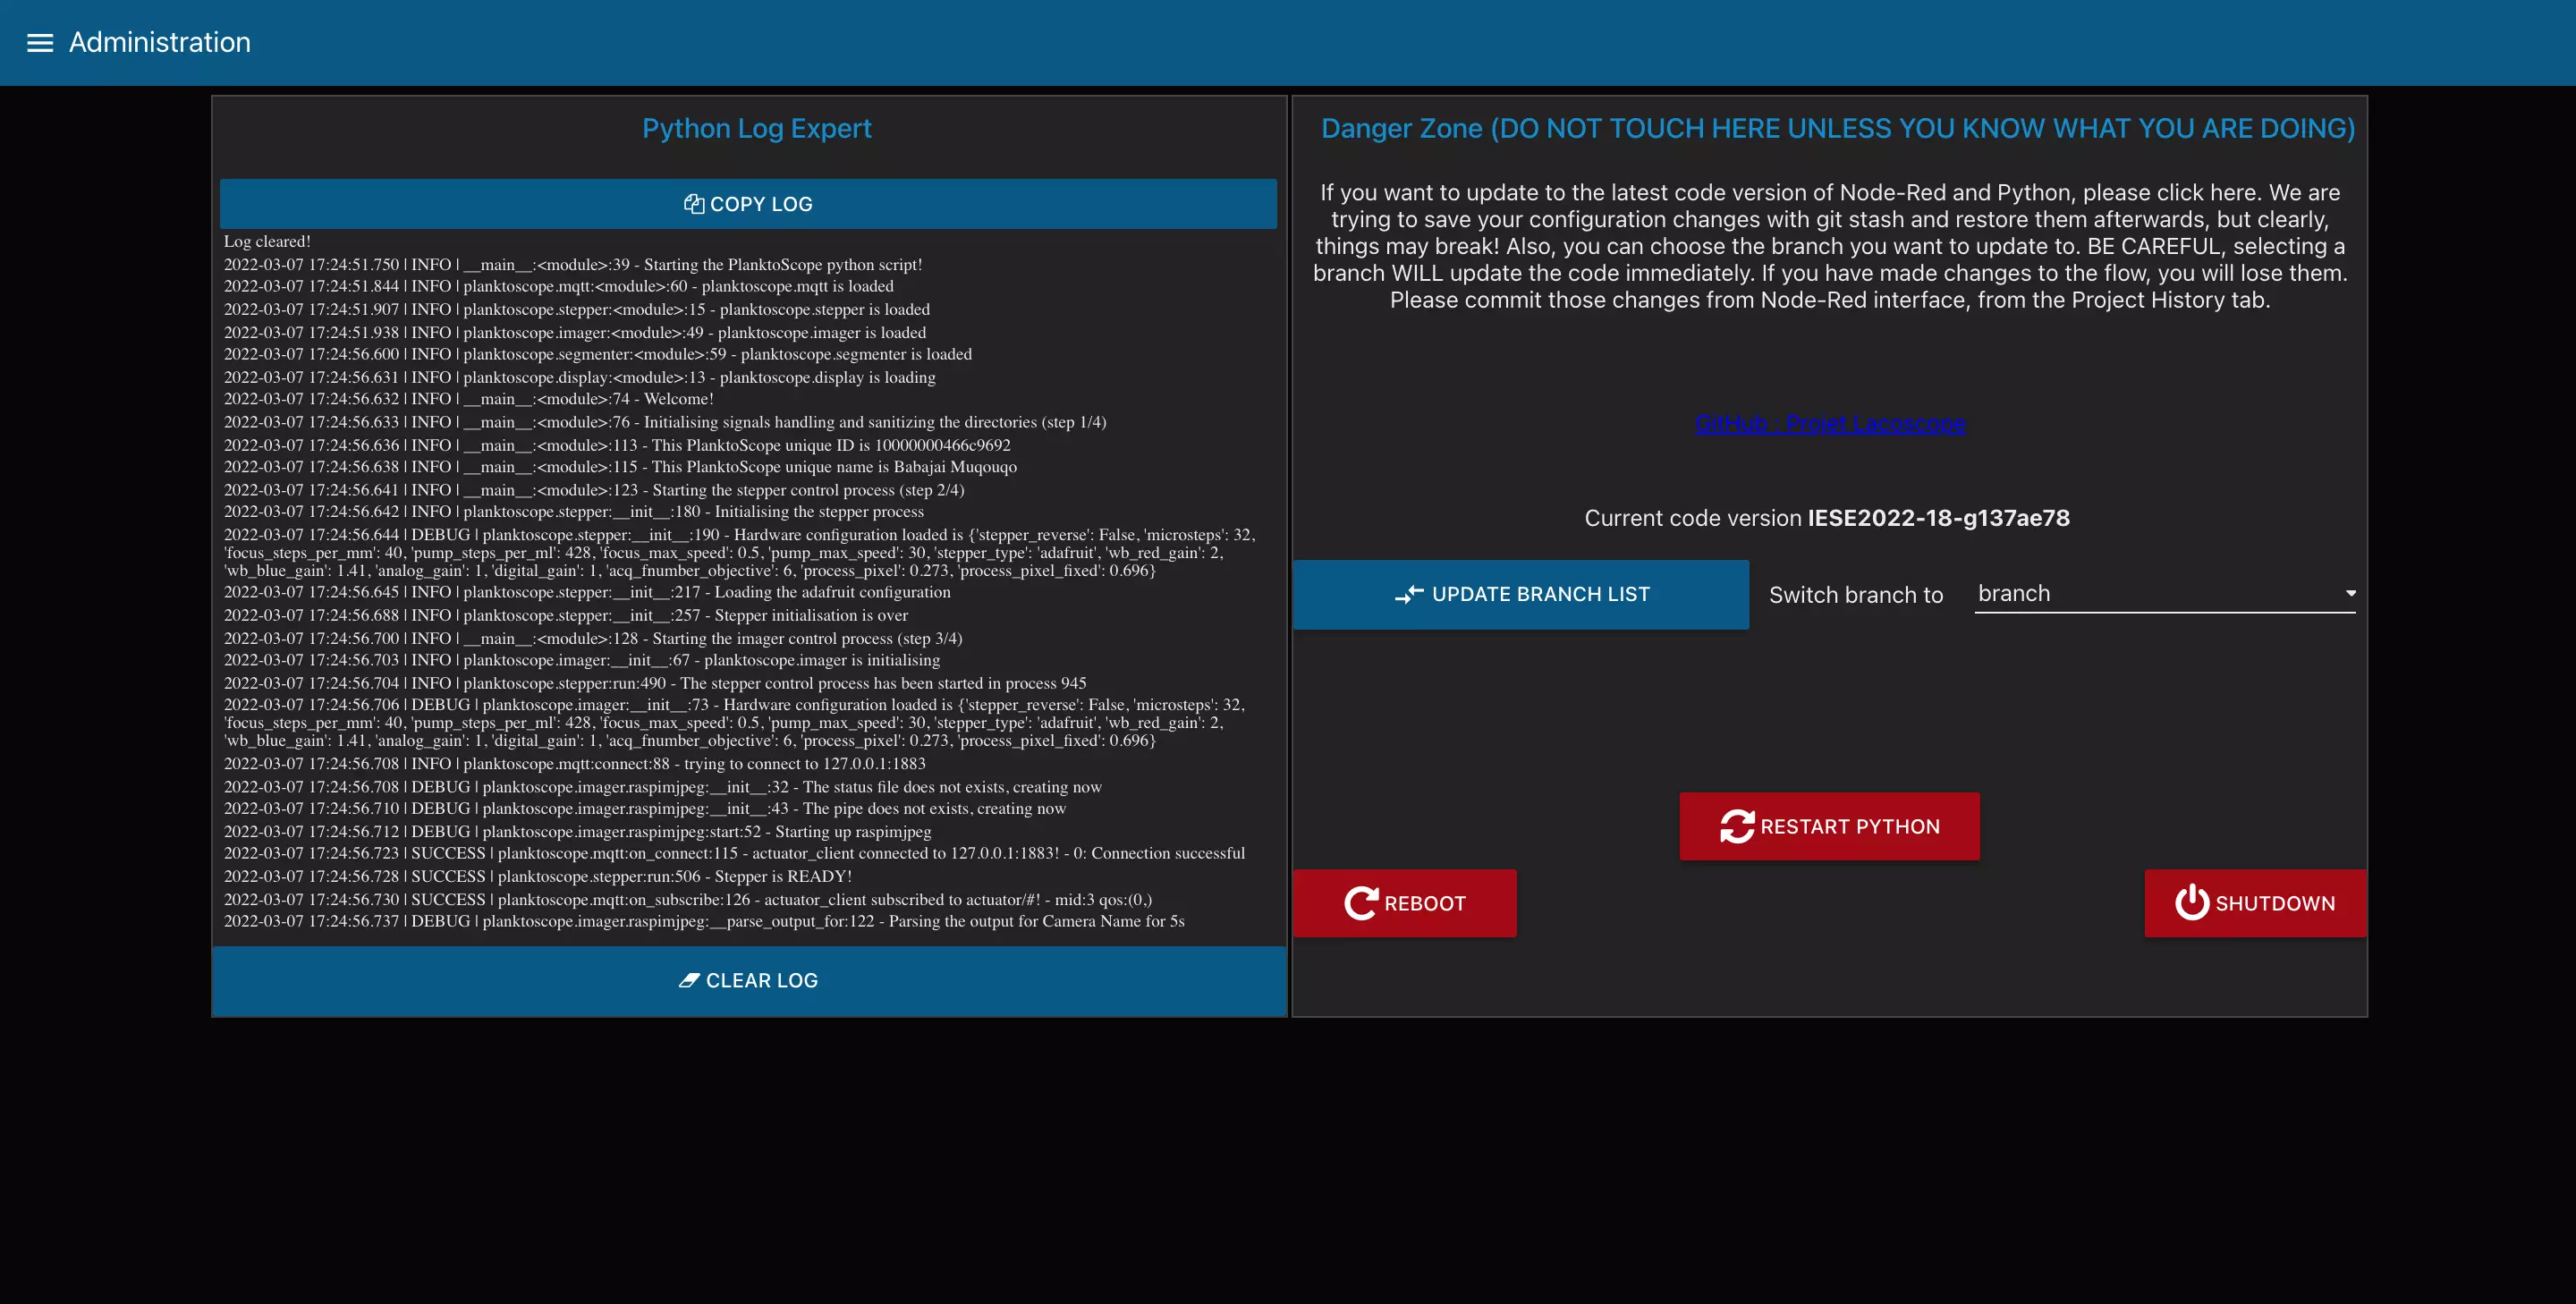 Administration
Python Log Expert
COPY LOG
Log cleared!
2022-03-07 17:24:51.750 | INFO | __main__:<module>:39 - Starting the PlanktoScope python script!
2022-03-07 17:24:51.844 | INFO | planktoscope.mqtt:<module>:60 - planktoscope.mqtt is loaded
2022-03-07 17:24:51.907 | INFO | planktoscope.stepper:<module>:15 - planktoscope.stepper is loaded
2022-03-07 17:24:51.938 | INFO | planktoscope.imager:<module>:49 - planktoscope.imager is loaded
2022-03-07 17:24:56.600 | INFO | planktoscope.segmenter:<module>:59 - planktoscope.segmenter is loaded
2022-03-07 17:24:56.631 | INFO | planktoscope.display:<module>:13 - planktoscope.display is loading
2022-03-07 17:24:56.632 | INFO | __main__:<module>:74 - Welcome!
2022-03-07 17:24:56.633 | INFO | __main__:<module>:76 - Initialising signals handling and sanitizing the directories (step 1/4)
2022-03-07 17:24:56.636 | INFO | __main__:<module>:113 - This PlanktoScope unique ID is 10000000466c9692
2022-03-07 17:24:56.638 | INFO | __main__:<module>:115 - This PlanktoScope unique name is Babajai Muqouqo
2022-03-07 17:24:56.641 | INFO | __main__:<module>:123 - Starting the stepper control process (step 2/4)
2022-03-07 17:24:56.642 | INFO | planktoscope.stepper:__init__:180 - Initialising the stepper process
2022-03-07 17:24:56.644 | DEBUG | planktoscope.stepper:__init__:190 - Hardware configuration loaded is {'stepper_reverse': False, 'microsteps': 32,
'focus_steps_per_mm': 40, 'pump_steps_per_ml': 428, 'focus_max_speed': 0.5, 'pump_max_speed': 30, 'stepper_type': 'adafruit', 'wb_red_gain': 2,
'wb_blue_gain': 1.41, 'analog_gain': 1, 'digital_gain': 1, 'acq_fnumber_objective': 6, 'process_pixel': 0.273, 'process_pixel_fixed': 0.696}
2022-03-07 17:24:56.645 | INFO | planktoscope.stepper:__init__:217 - Loading the adafruit configuration
2022-03-07 17:24:56.688 | INFO | planktoscope.stepper:__init__:257 - Stepper initialisation is over
2022-03-07 17:24:56.700 | INFO | __main__:<module>:128 - Starting the imager control process (step 3/4)
2022-03-07 17:24:56.703 | INFO | planktoscope.imager:__init__:67 - planktoscope.imager is initialising
2022-03-07 17:24:56.704 | INFO | planktoscope.stepper:run:490 - The stepper control process has been started in process 945
2022-03-07 17:24:56.706 | DEBUG | planktoscope.imager:__init__:73 - Hardware configuration loaded is {'stepper_reverse': False, 'microsteps': 32,
'focus_steps_per_mm': 40, 'pump_steps_per_ml': 428, 'focus_max_speed': 0.5, 'pump_max_speed': 30, 'stepper_type': 'adafruit', 'wb_red_gain': 2,
'wb_blue_gain': 1.41, 'analog_gain': 1, 'digital_gain': 1, 'acq_fnumber_objective': 6, 'process_pixel': 0.273, 'process_pixel_fixed': 0.696}
2022-03-07 17:24:56.708 | INFO | planktoscope.mqtt:connect:88 - trying to connect to 127.0.0.1:1883
2022-03-07 17:24:56.708 | DEBUG | planktoscope.imager.raspimjpeg:__init__:32 - The status file does not exists, creating now
2022-03-07 17:24:56.710 | DEBUG | planktoscope.imager.raspimjpeg:__init__:43 - The pipe does not exists, creating now
2022-03-07 17:24:56.712 | DEBUG | planktoscope.imager.raspimjpeg:start:52 - Starting up raspimjpeg
2022-03-07 17:24:56.723 | SUCCESS | planktoscope.mqtt:on_connect:115 - actuator_client connected to 127.0.0.1:1883! - 0: Connection successful
2022-03-07 17:24:56.728 | SUCCESS | planktoscope.stepper:run:506 - Stepper is READY!
2022-03-07 17:24:56.730 | SUCCESS | planktoscope.mqtt:on_subscribe:126 - actuator_client subscribed to actuator/#! - mid:3 qos:(0,)
2022-03-07 17:24:56.737 | DEBUG | planktoscope.imager.raspimjpeg:__parse_output_for:122 - Parsing the output for Camera Name for 5s
CLEAR LOG
Danger Zone (DO NOT TOUCH HERE UNLESS YOU KNOW WHAT YOU ARE DOING)
If you want to update to the latest code version of Node-Red and Python, please click here. We are
trying to save your configuration changes with git stash and restore them afterwards, but clearly,
things may break! Also, you can choose the branch you want to update to. BE CAREFUL, selecting a
branch WILL update the code immediately. If you have made changes to the flow, you will lose them.
Please commit those changes from Node-Red interface, from the Project History tab.
GitHub : Projet Lacoscope
Current code version IESE2022-18-g137ae78
UPDATE BRANCH LIST
Switch branch to
branch
RESTART PYTHON
REBOOT
SHUTDOWN